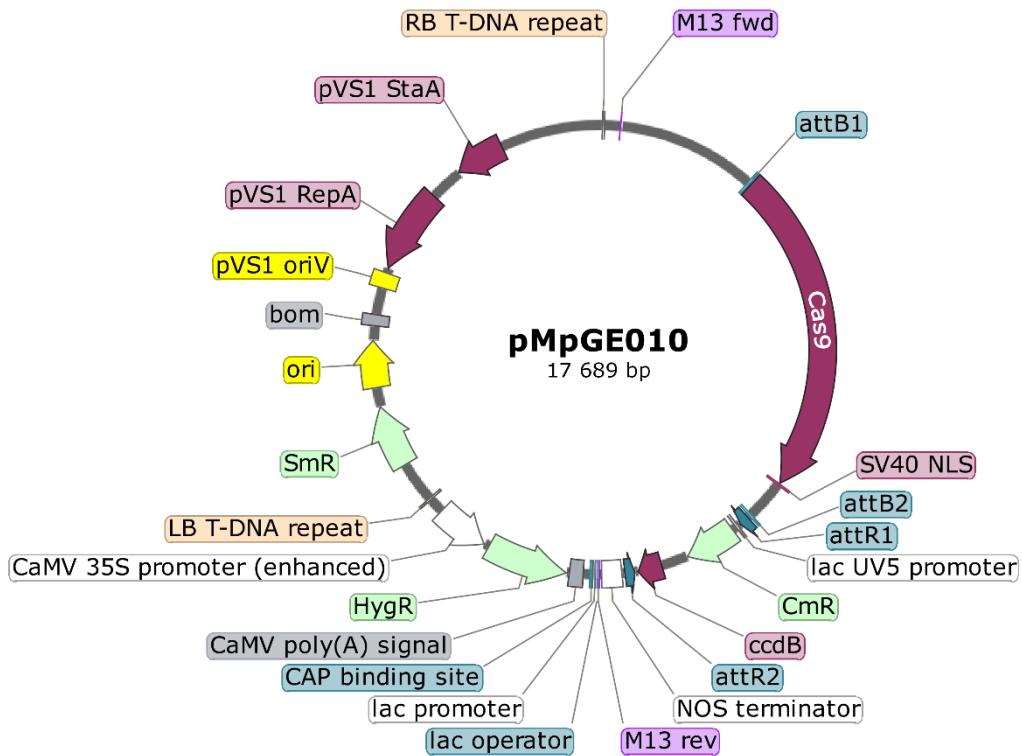 RB T-DNA repeat
M13 fwd
pVS1 StaA
attB1
pVS1 RepA
pVS1 oriV
bom
Cas9
pMpGE010
17 689 bp
ori
SmR
SV40 NLS
attB2
LB T-DNA repeat
attR1
CaMV 35S promoter (enhanced)
lac UV5 promoter
HygR
CmR
CaMV poly(A) signal
ccdB
CAP binding site
attR2
lac promoter
NOS terminator
lac operator
M13 rev